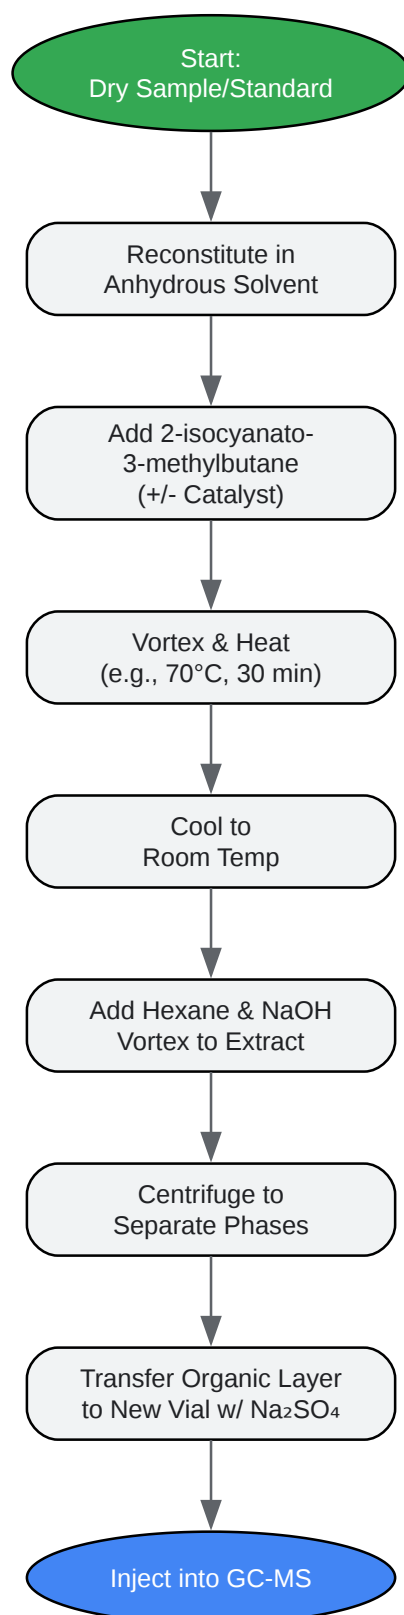 Start:
Dry Sample/Standard
Reconstitute in
Anhydrous Solvent
Add 2-isocyanato-
3-methylbutane
(+/- Catalyst)
Vortex & Heat
(e.g., 70°C, 30 min)
Cool to
Room Temp
Add Hexane & NaOH
Vortex to Extract
Centrifuge to
Separate Phases
Transfer Organic Layer
to New Vial w/ Na₂SO₄
Inject into GC-MS